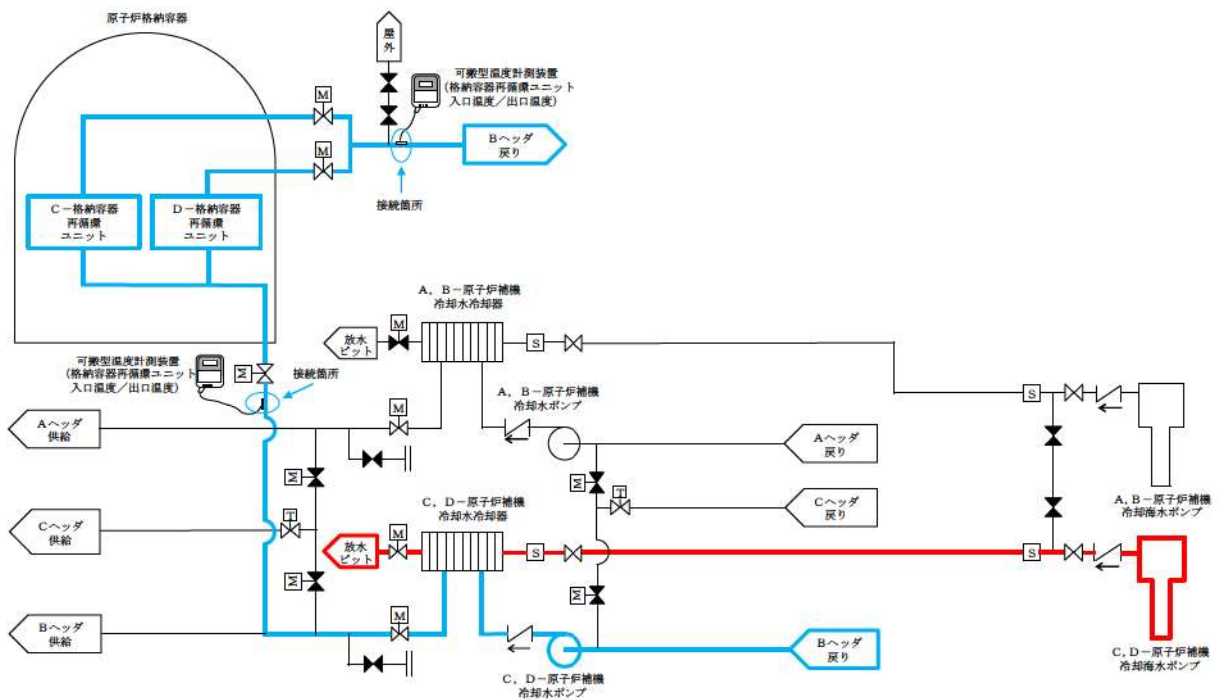 原子炉格納容器
屋
外
可搬型温度計測装置
(格納容器再循環ユニット
入口温度／出口温度)
M
Bヘッダ
戻り
M
接続箇所
C－格納容器
再循環
ユニット
D－格納容器
再循環
ユニット
A，B－原子炉補機
冷却水冷却器
放水
ピット
M
S
可搬型温度計測装置
(格納容器再循環ユニット
入口温度／出口温度)
M
接続箇所
A，B－原子炉補機
冷却水ポンプ
S
M
Aヘッダ
供給
Aヘッダ
戻り
M
M
T
Cヘッダ
戻り
A，B－原子炉補機
冷却海水ポンプ
C，D－原子炉補機
冷却水冷却器
Cヘッダ
供給
T
放水
ピット
M
S
S
M
M
M
Bヘッダ
供給
Bヘッダ
戻り
C，D－原子炉補機
冷却水ポンプ
C，D－原子炉補機
冷却海水ポンプ